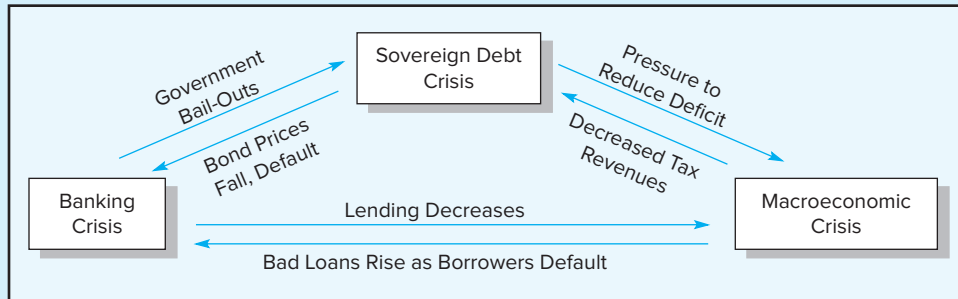 Sovereign Debt
Crisis
Government
Bail-Outs
Bond Prices
Fall, Default
Pressure to
Reduce Deficit
Decreased Tax
Revenues
Banking
Crisis
Lending Decreases
Bad Loans Rise as Borrowers Default
Macroeconomic
Crisis